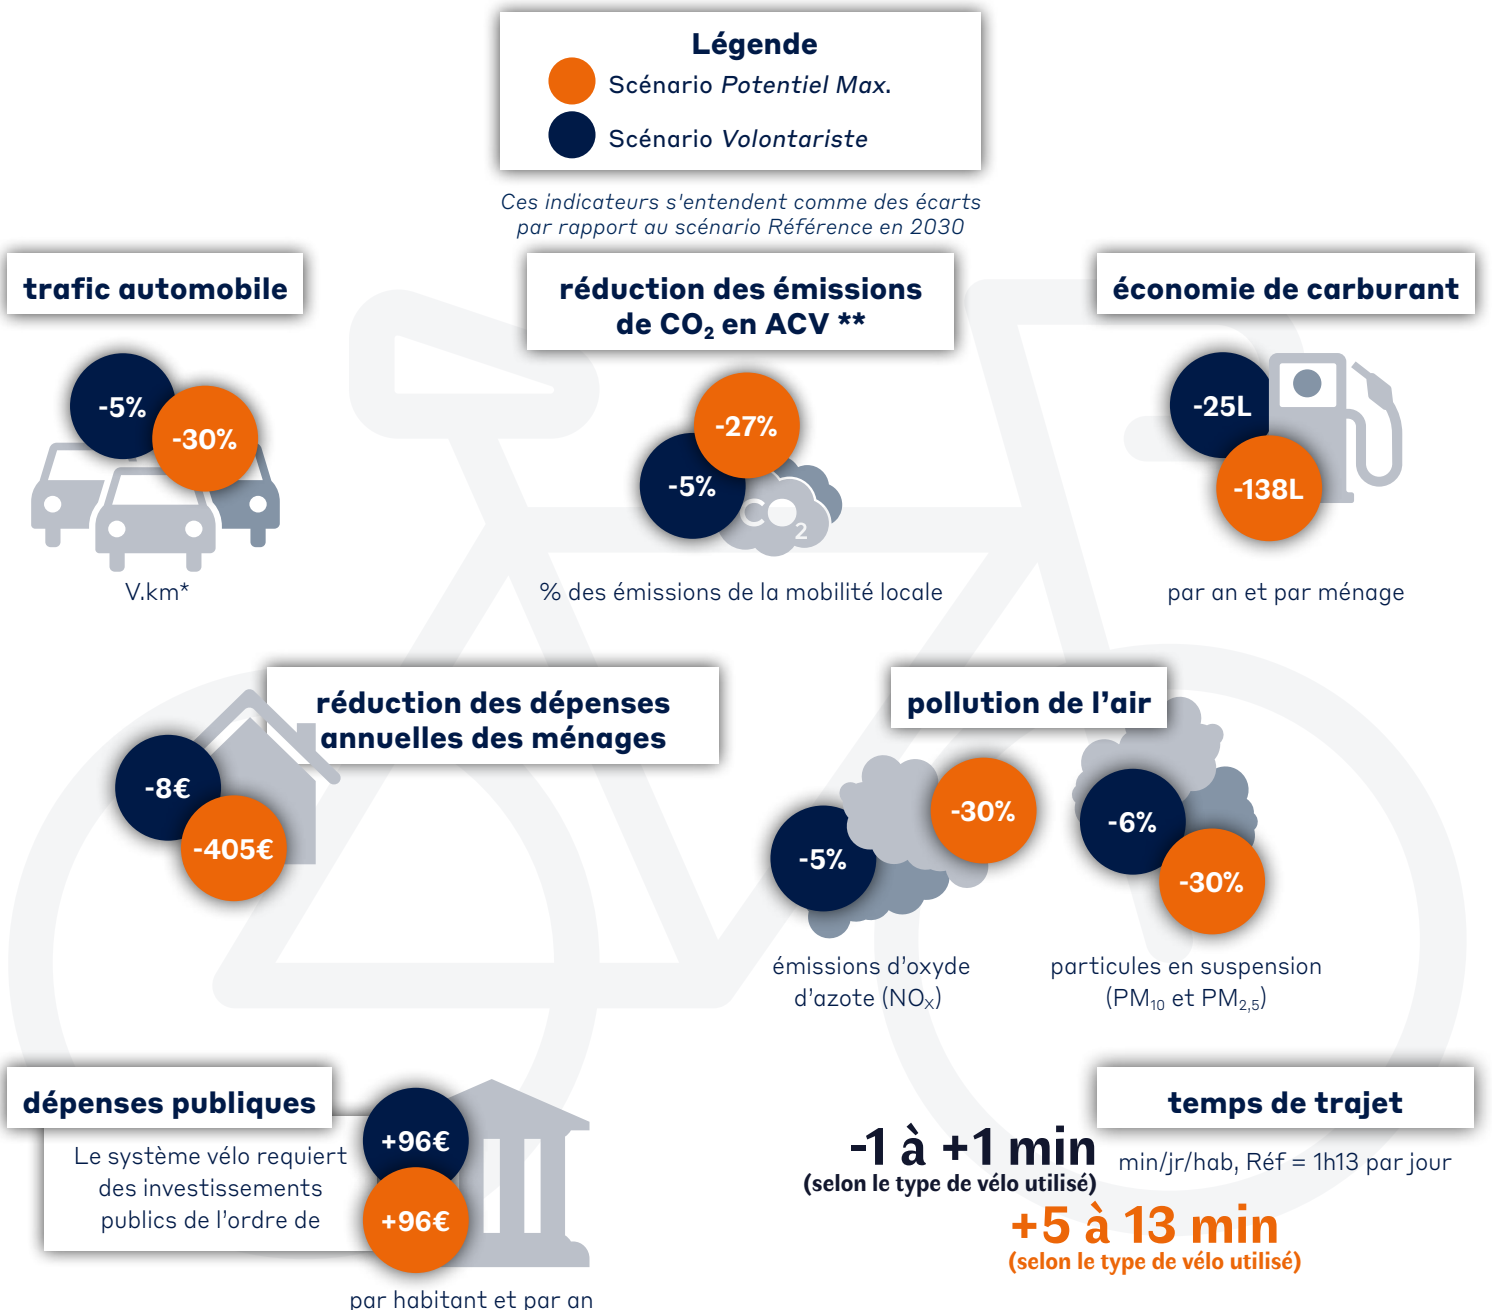 Légende
Scénario Potentiel Max.
Scénario Volontariste
Ces indicateurs s'entendent comme des écarts
par rapport au scénario Référence en 2030
trafic automobile
-5%
-30%
V.km*
réduction des émissions
de CO₂ en ACV **
-27%
-5%
CO₂
% des émissions de la mobilité locale
économie de carburant
-25L
-138L
par an et par ménage
réduction des dépenses
annuelles des ménages
-8€
-405€
pollution de l'air
-30%
-5%
émissions d'oxyde
d'azote (NOₓ)
-6%
-30%
particules en suspension
(PM₁₀ et PM₂,₅)
dépenses publiques
Le système vélo requiert
des investissements
publics de l'ordre de
+96€
+96€
par habitant et par an
temps de trajet
-1 à +1 min
(selon le type de vélo utilisé)
min/jr/hab, Réf = 1h13 par jour
+5 à 13 min
(selon le type de vélo utilisé)